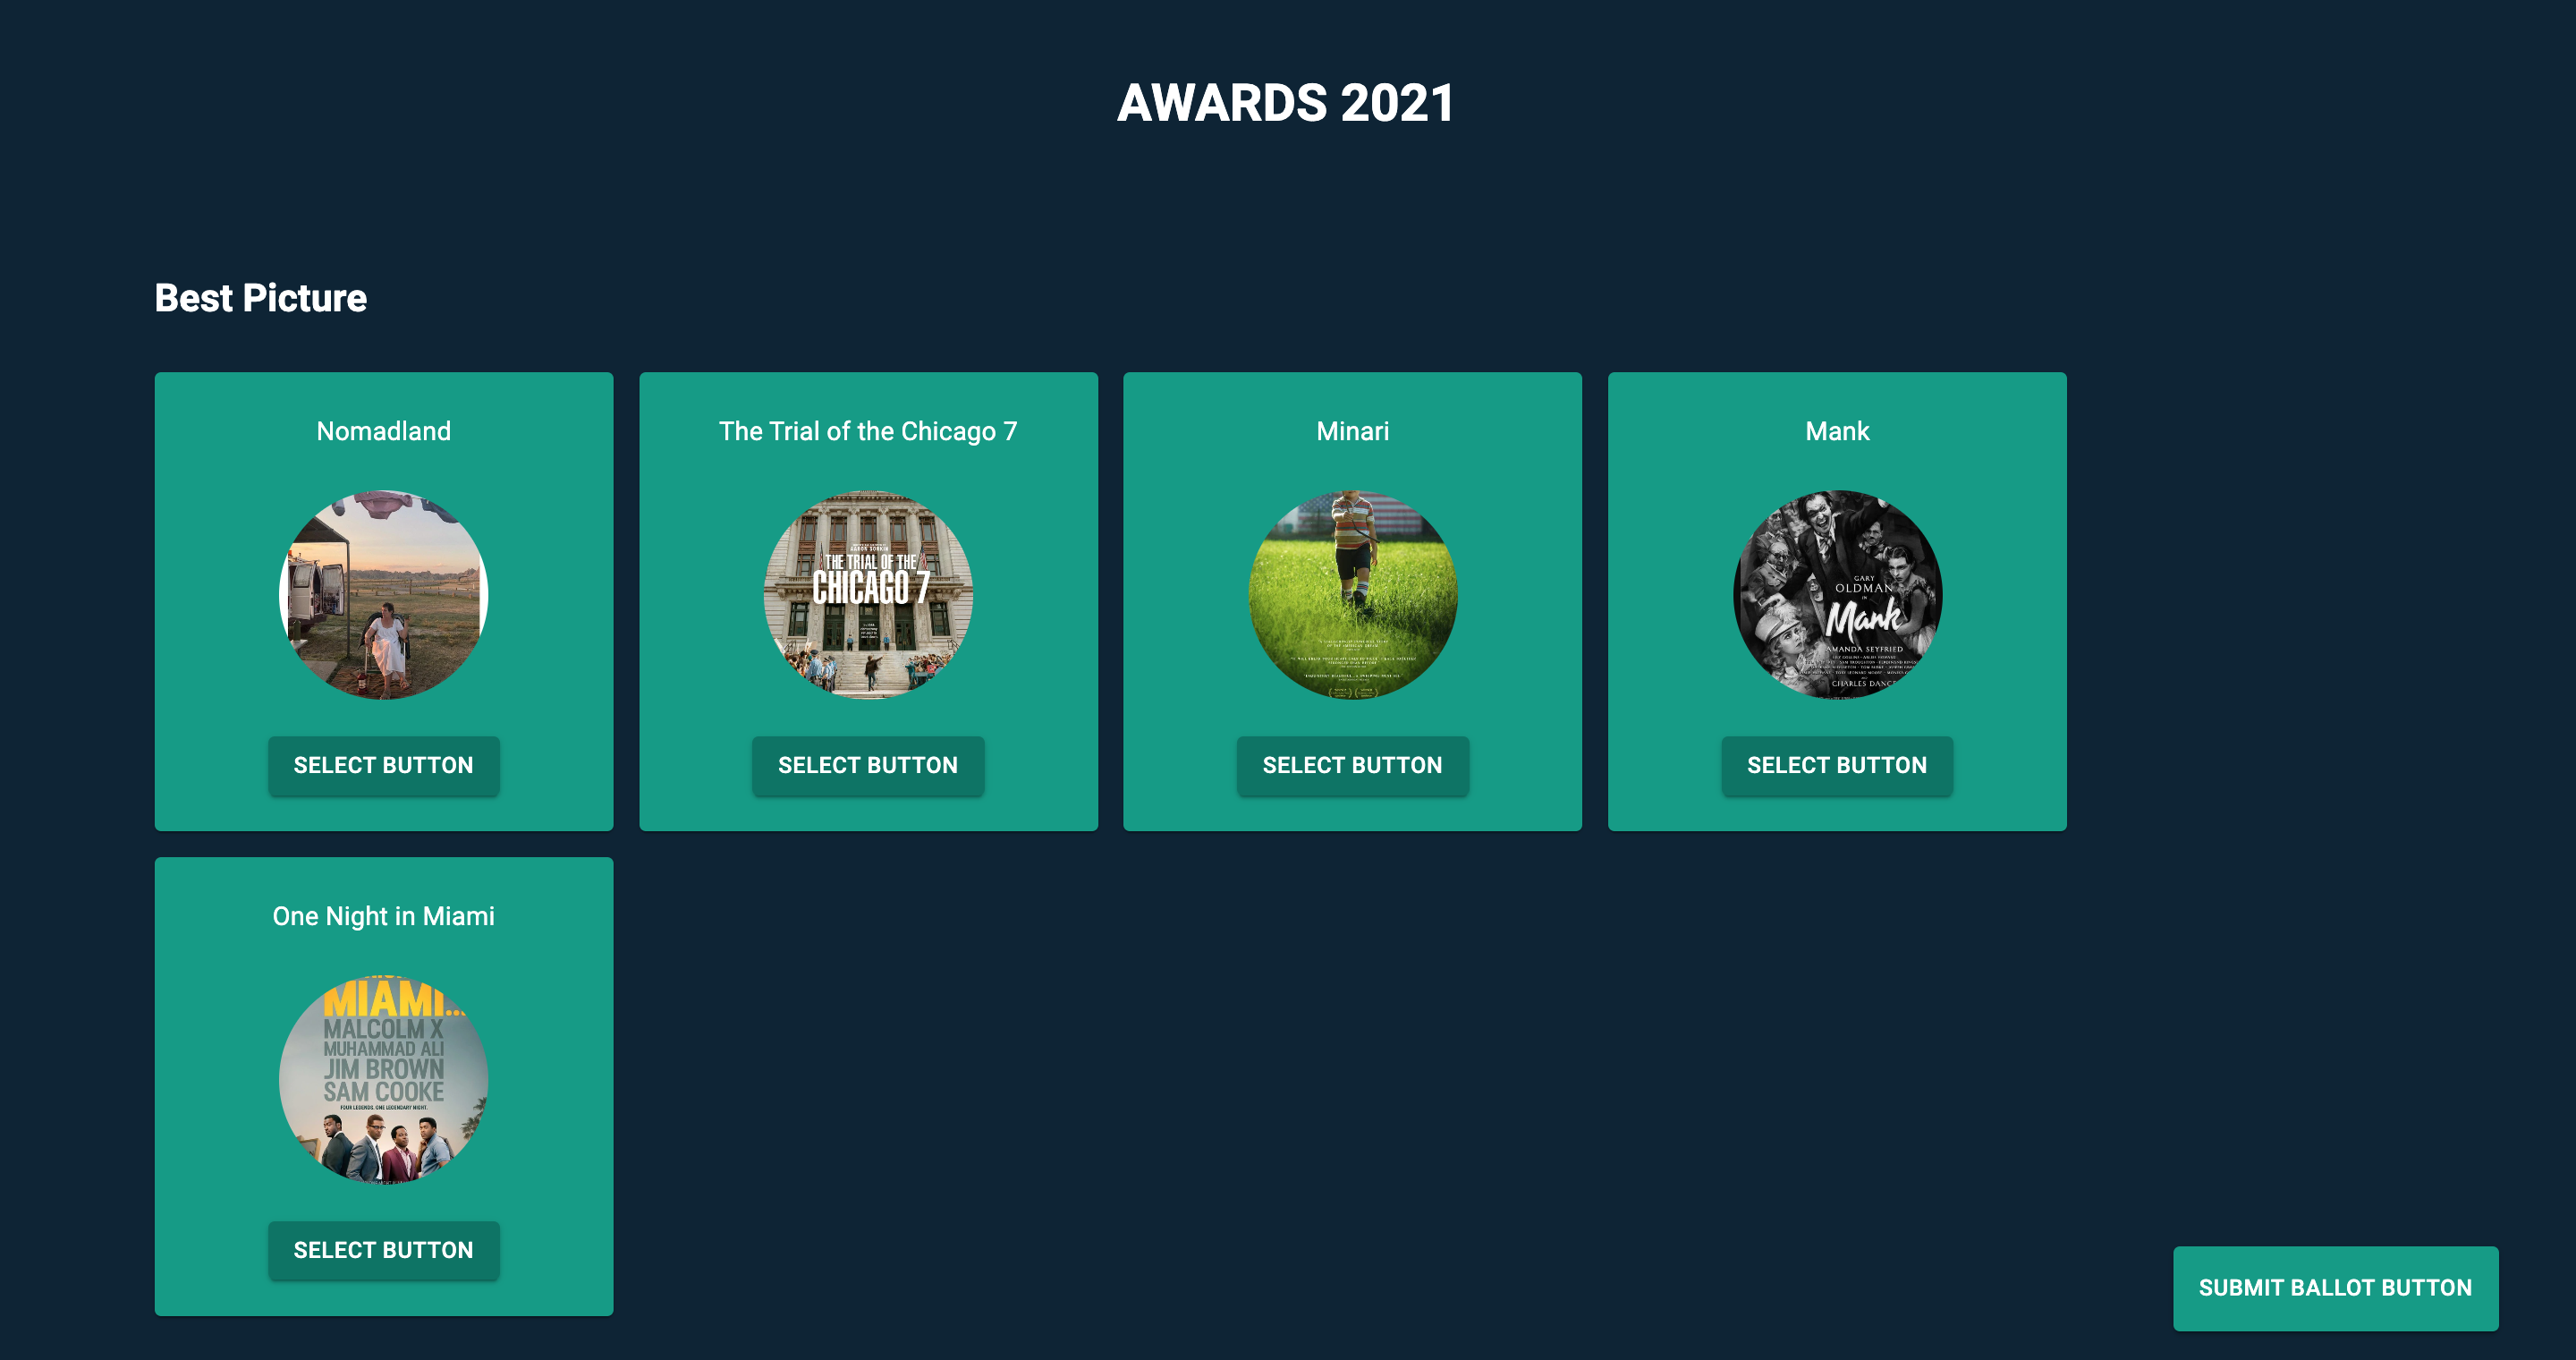 AWARDS 2021
Best Picture
Nomadland
The Trial of the Chicago 7
Minari
Mank
AARON SORKIN
THE TRIAL OF THE
CHICAGO 7
GARY
OLDMAN
IN
Mank
AMANDA SEYFRIED
CHARLES DANCE
SELECT BUTTON
SELECT BUTTON
SELECT BUTTON
SELECT BUTTON
One Night in Miami
MIAMI...
MALCOLM X
MUHAMMAD ALI
JIM BROWN
SAM COOKE
FOUR LEGENDS. ONE LEGENDARY NIGHT.
SELECT BUTTON
SUBMIT BALLOT BUTTON